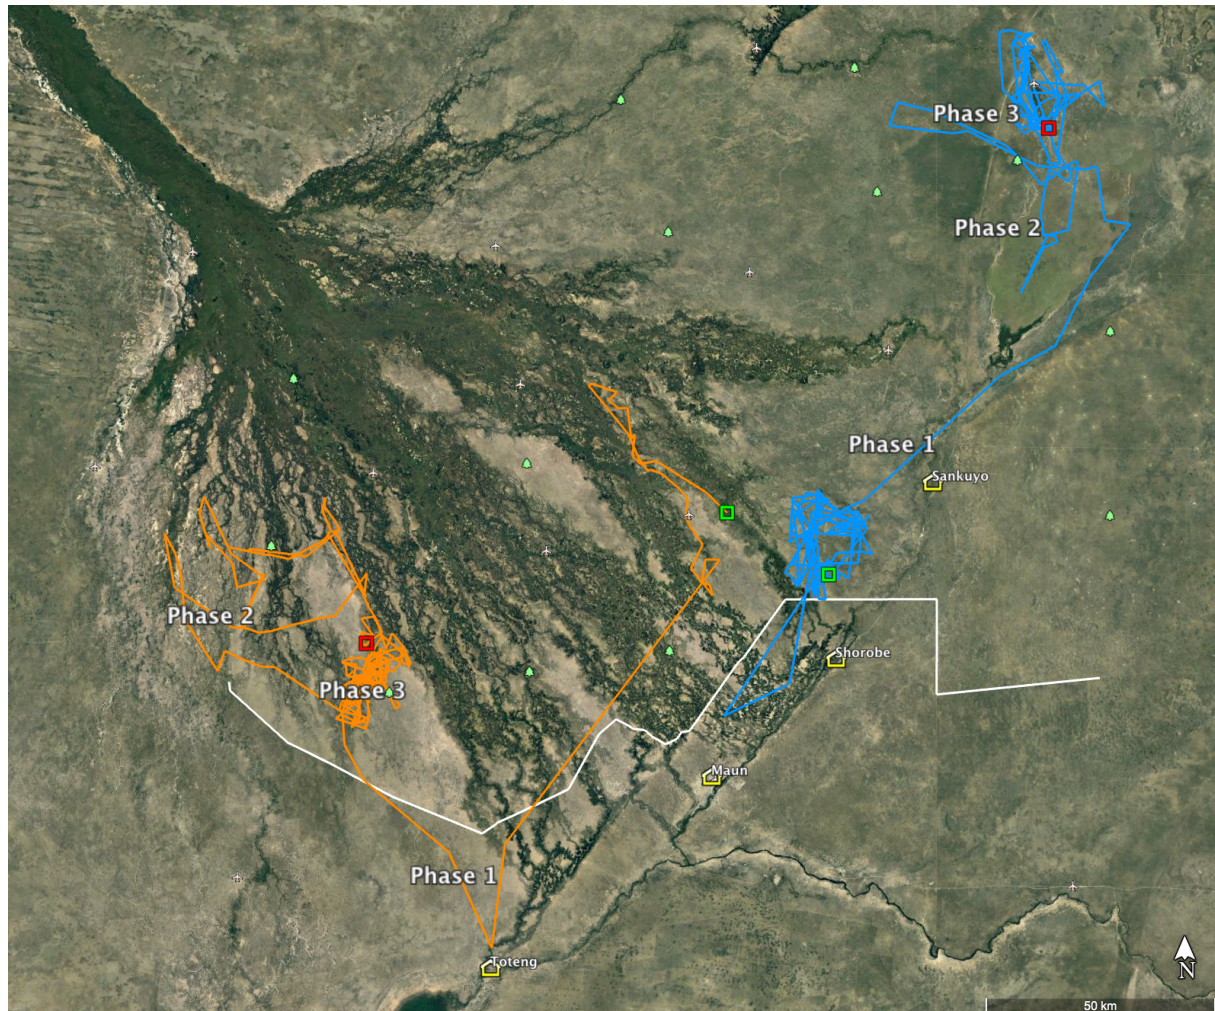 Phase 3
Phase 2
Phase 1
Sankuyo
Phase 2
Shorobe
Phase 3
Maun
Phase 1
Toteng
N
50 km